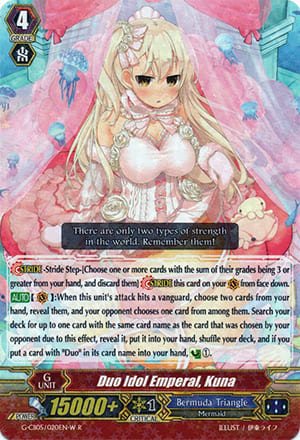 4
GRADE
There are only two types of strength
in the world. Remember them!
STRIDE -Stride Step-[Choose one or more cards with the sum of their grades being 3 or
greater from your hand, and discard them] STRIDE this card on your from face down.
AUTO [ ]:When this unit's attack hits a vanguard, choose two cards from your
hand, reveal them, and your opponent chooses one card from among them. Search your
deck for up to one card with the same card name as the card that was chosen by your
opponent due to this effect, reveal it, put it into your hand, shuffle your deck, and if you
put a card with "Duo" in its card name into your hand, 1.
G
UNIT
Duo Idol Emperal, Kuna
POWER
15000+
1
CRITICAL
Bermuda Triangle
Mermaid
G-CB05/020EN-W R
ILLUST / 伊東ライフ